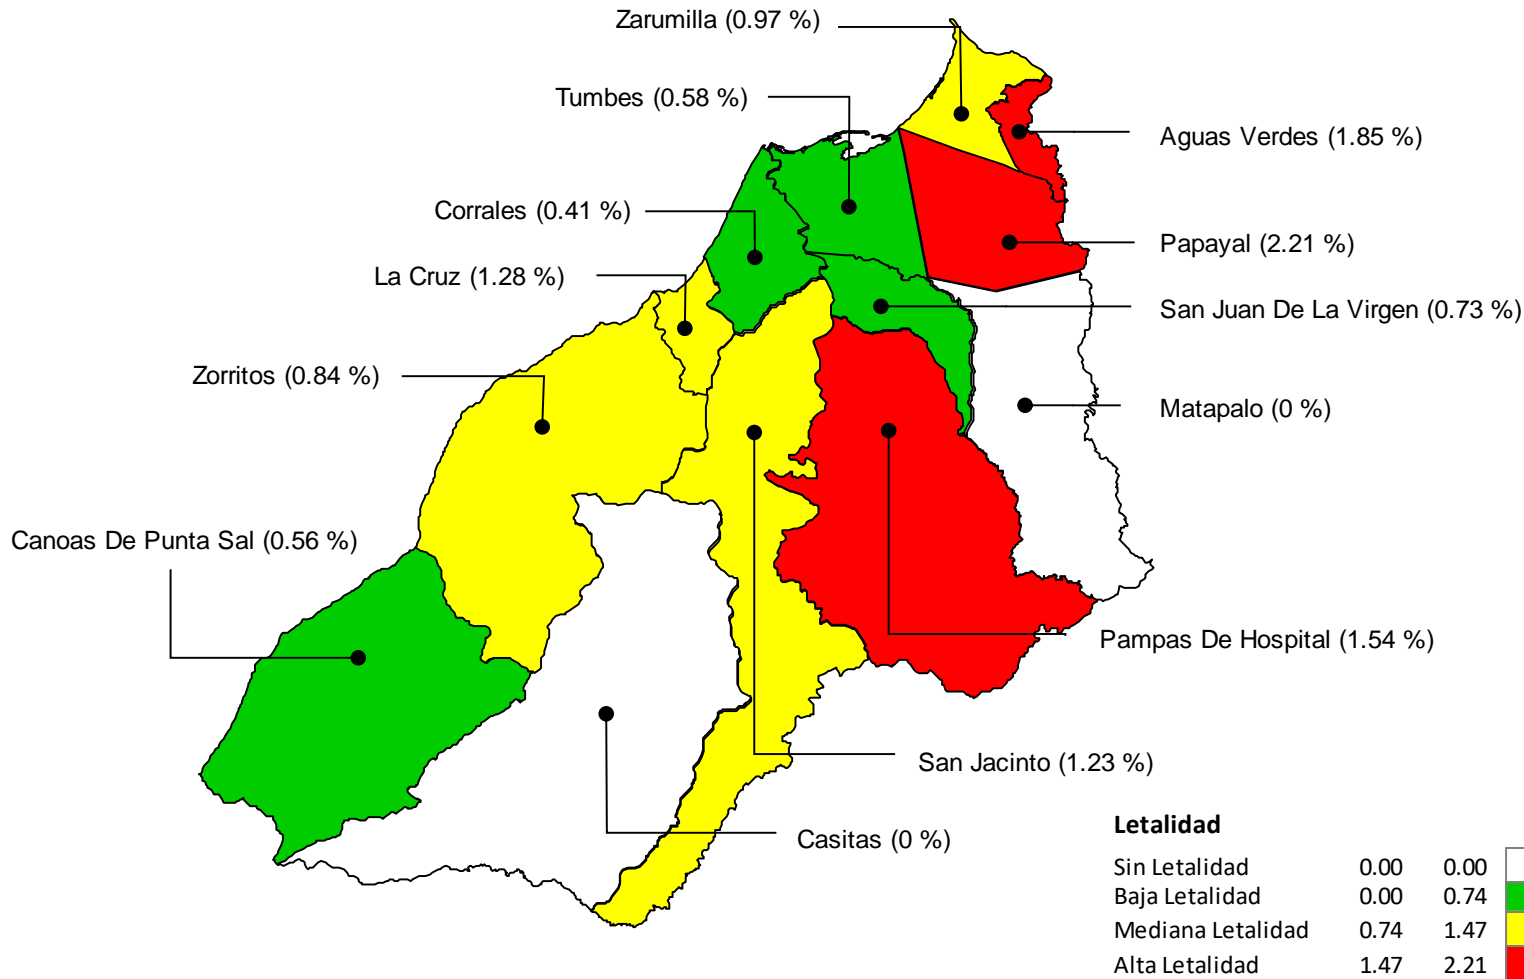 Zarumilla (0.97 %)
Tumbes (0.58 %)
Aguas Verdes (1.85 %)
Corrales (0.41 %)
Papayal (2.21 %)
La Cruz (1.28 %)
San Juan De La Virgen (0.73 %)
Zorritos (0.84 %)
Matapalo (0 %)
Canoas De Punta Sal (0.56 %)
Pampas De Hospital (1.54 %)
San Jacinto (1.23 %)
Casitas (0 %)
Letalidad
Sin Letalidad 0.00 0.00
Baja Letalidad 0.00 0.74
Mediana Letalidad 0.74 1.47
Alta Letalidad 1.47 2.21